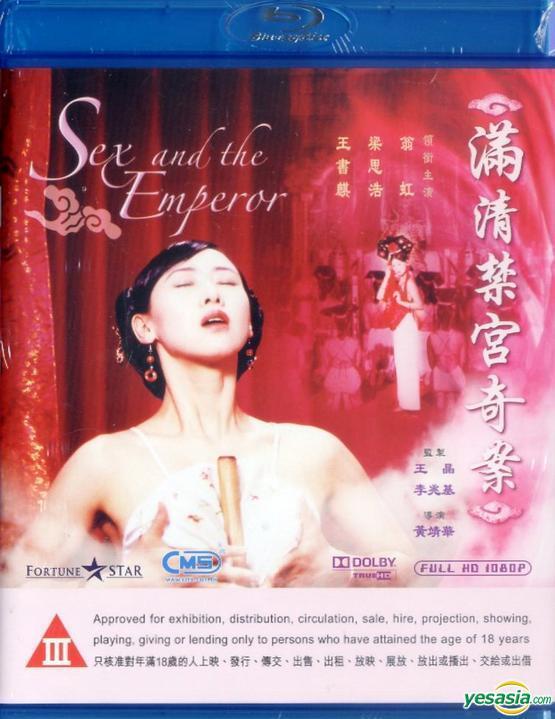 Blu-ray Disc
Sex and the
Emperor
滿清禁宮奇案
領銜主演
翁虹
梁思浩
王書麒
監製
王晶
李兆基
導演
黃靖華
FORTUNE STAR
CMS
DOLBY
TRUEHD
FULL HD 1080P
III
Approved for exhibition, distribution, circulation, sale, hire, projection, showing,
playing, giving or lending only to persons who have attained the age of 18 years
只核准對年滿18歲的人上映、發行、傳交、出售、出租、放映、展放、放出或播出、交給或出借
yesasia.com